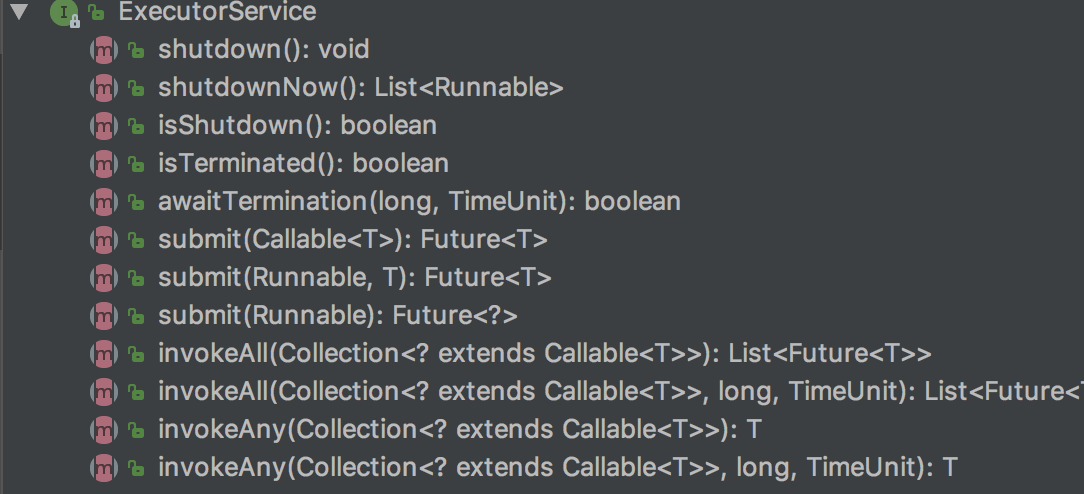 ExecutorService
shutdown(): void
shutdownNow(): List<Runnable>
isShutdown(): boolean
isTerminated(): boolean
awaitTermination(long, TimeUnit): boolean
submit(Callable<T>): Future<T>
submit(Runnable, T): Future<T>
submit(Runnable): Future<?>
invokeAll(Collection<? extends Callable<T>>): List<Future<T>>
invokeAll(Collection<? extends Callable<T>>, long, TimeUnit): List<Future<T
invokeAny(Collection<? extends Callable<T>>): T
invokeAny(Collection<? extends Callable<T>>, long, TimeUnit): T